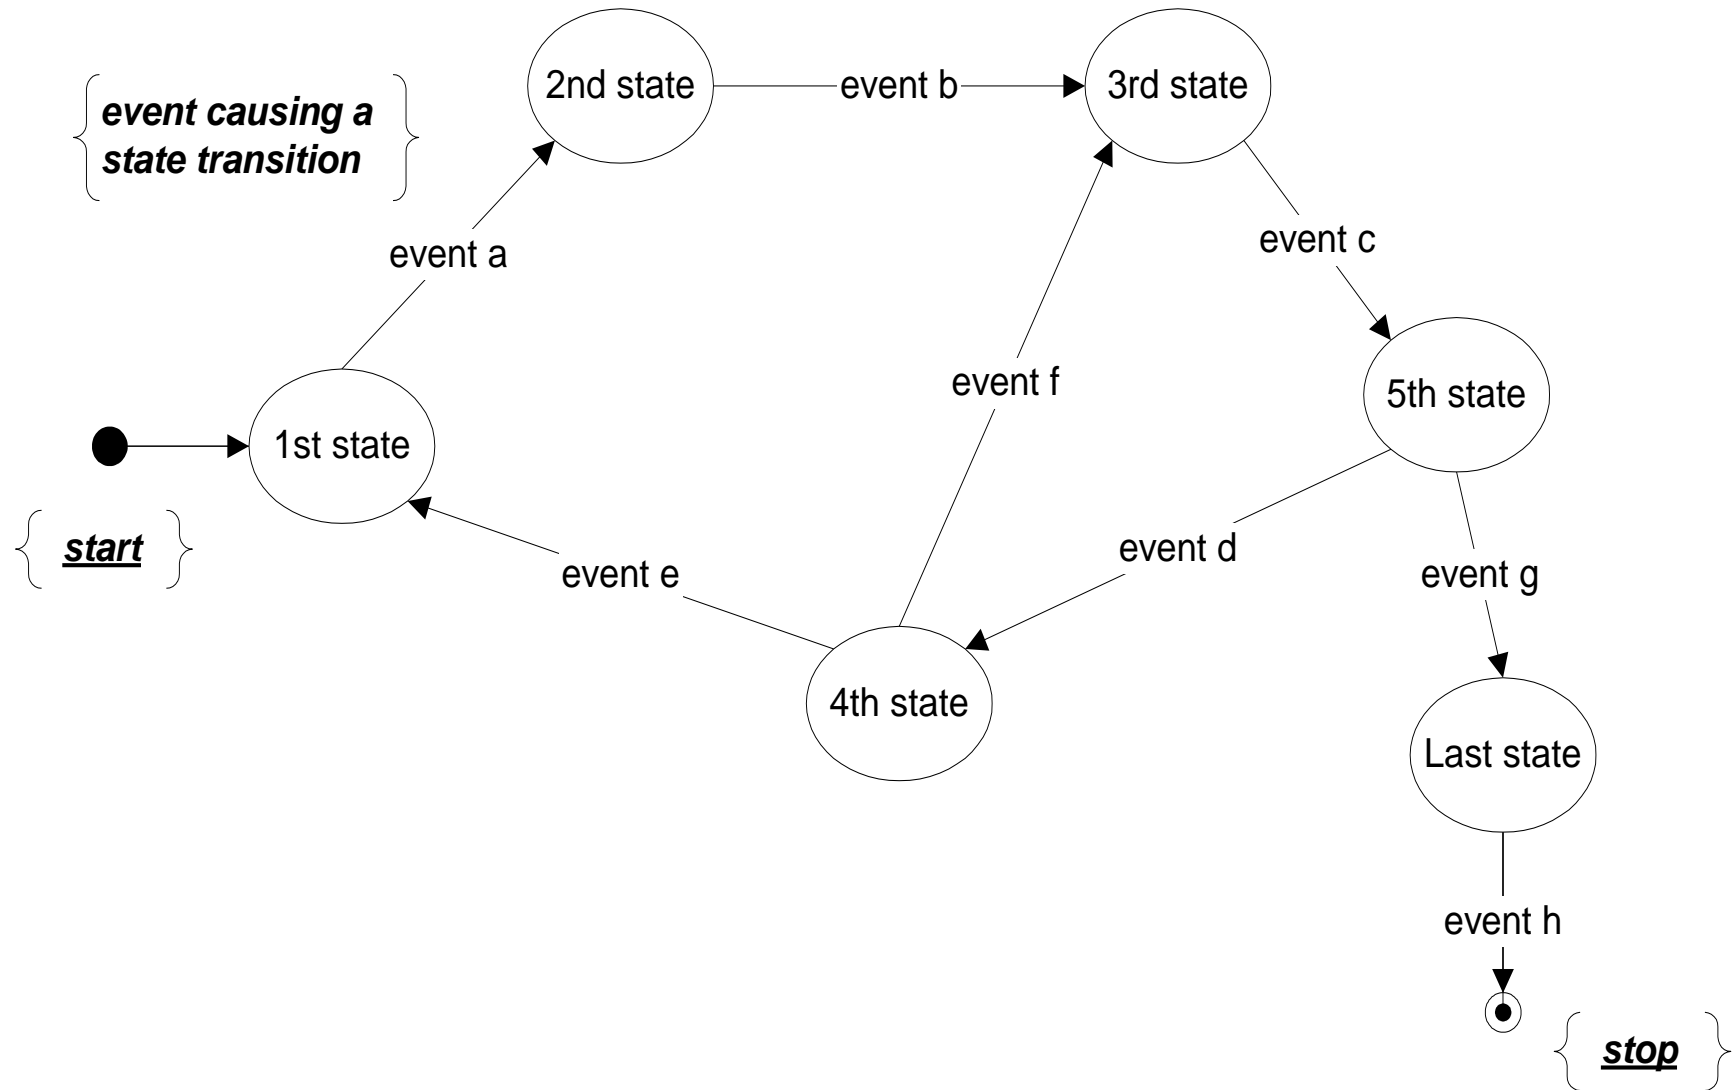 2nd state
event b
3rd state
event causing a
state transition
event a
event c
event f
5th state
1st state
start
event d
event e
event g
4th state
Last state
event h
stop